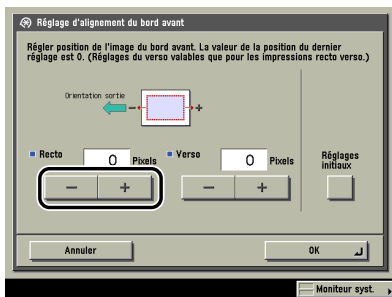 Réglage d'alignement du bord avant
Régler position de l'image du bord avant. La valeur de la position du dernier
réglage est 0. (Réglages du verso valables que pour les impressions recto verso.)
Orientation sortie
- +
Recto 0 Pixels Verso 0 Pixels Réglages
initiaux
- + - +
Annuler OK
Moniteur syst.